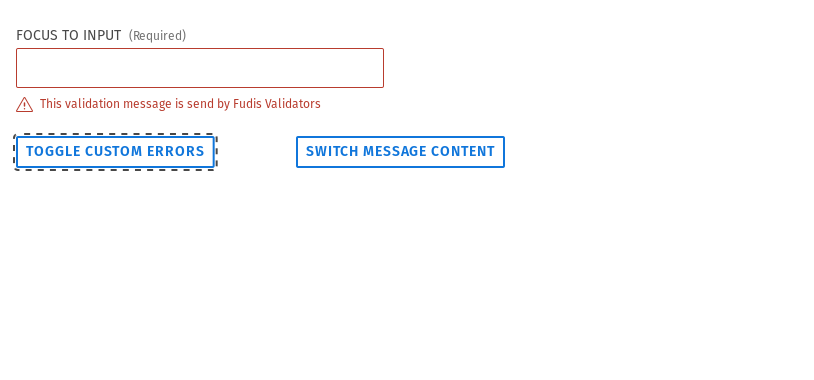 FOCUS TO INPUT (Required)
This validation message is send by Fudis Validators
TOGGLE CUSTOM ERRORS
SWITCH MESSAGE CONTENT